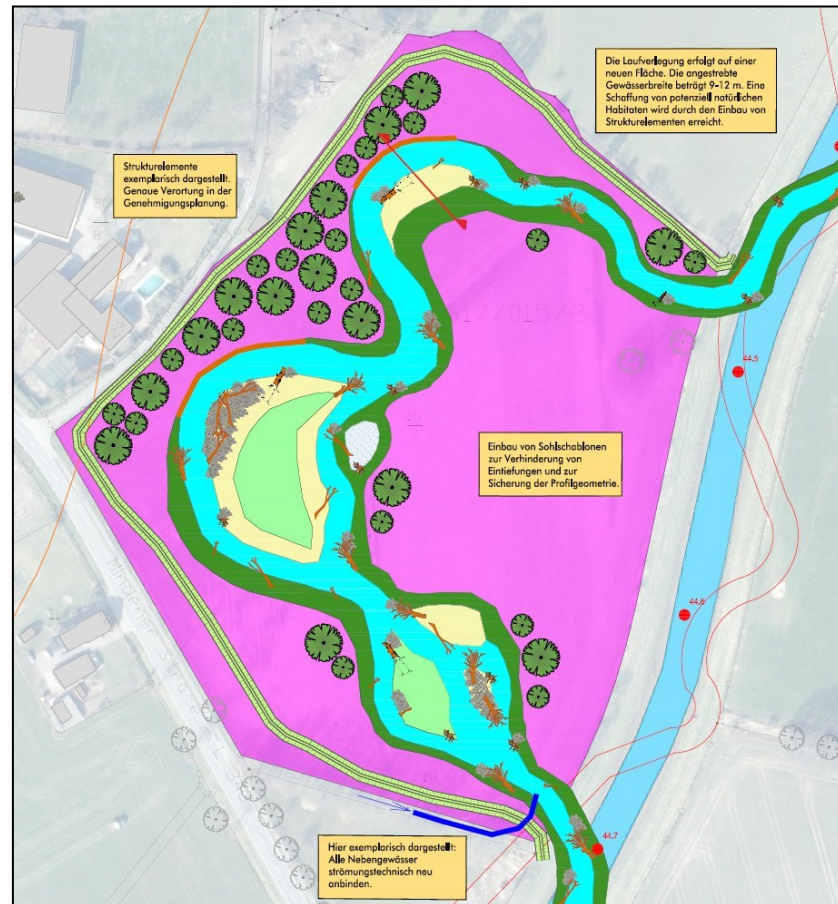 Die Laufverlegung erfolgt auf einer
neuen Fläche. Die angestrebte
Gewässerbreite beträgt 9-12 m. Eine
Schaffung von potenziell natürlichen
Habitaten wird durch den Einbau von
Strukturelementen erreicht.
Strukturelemente
exemplarisch dargestellt.
Genaue Verortung in der
Genehmigungsplanung.
44.5
Einbau von Sohlschablonen
zur Verhinderung von
Eintiefungen und zur
Sicherung der Profilgeometrie.
44.6
Mindener
44.7
Hier exemplarisch dargestellt:
Alle Nebengewässer
strömungstechnisch neu
anbinden.